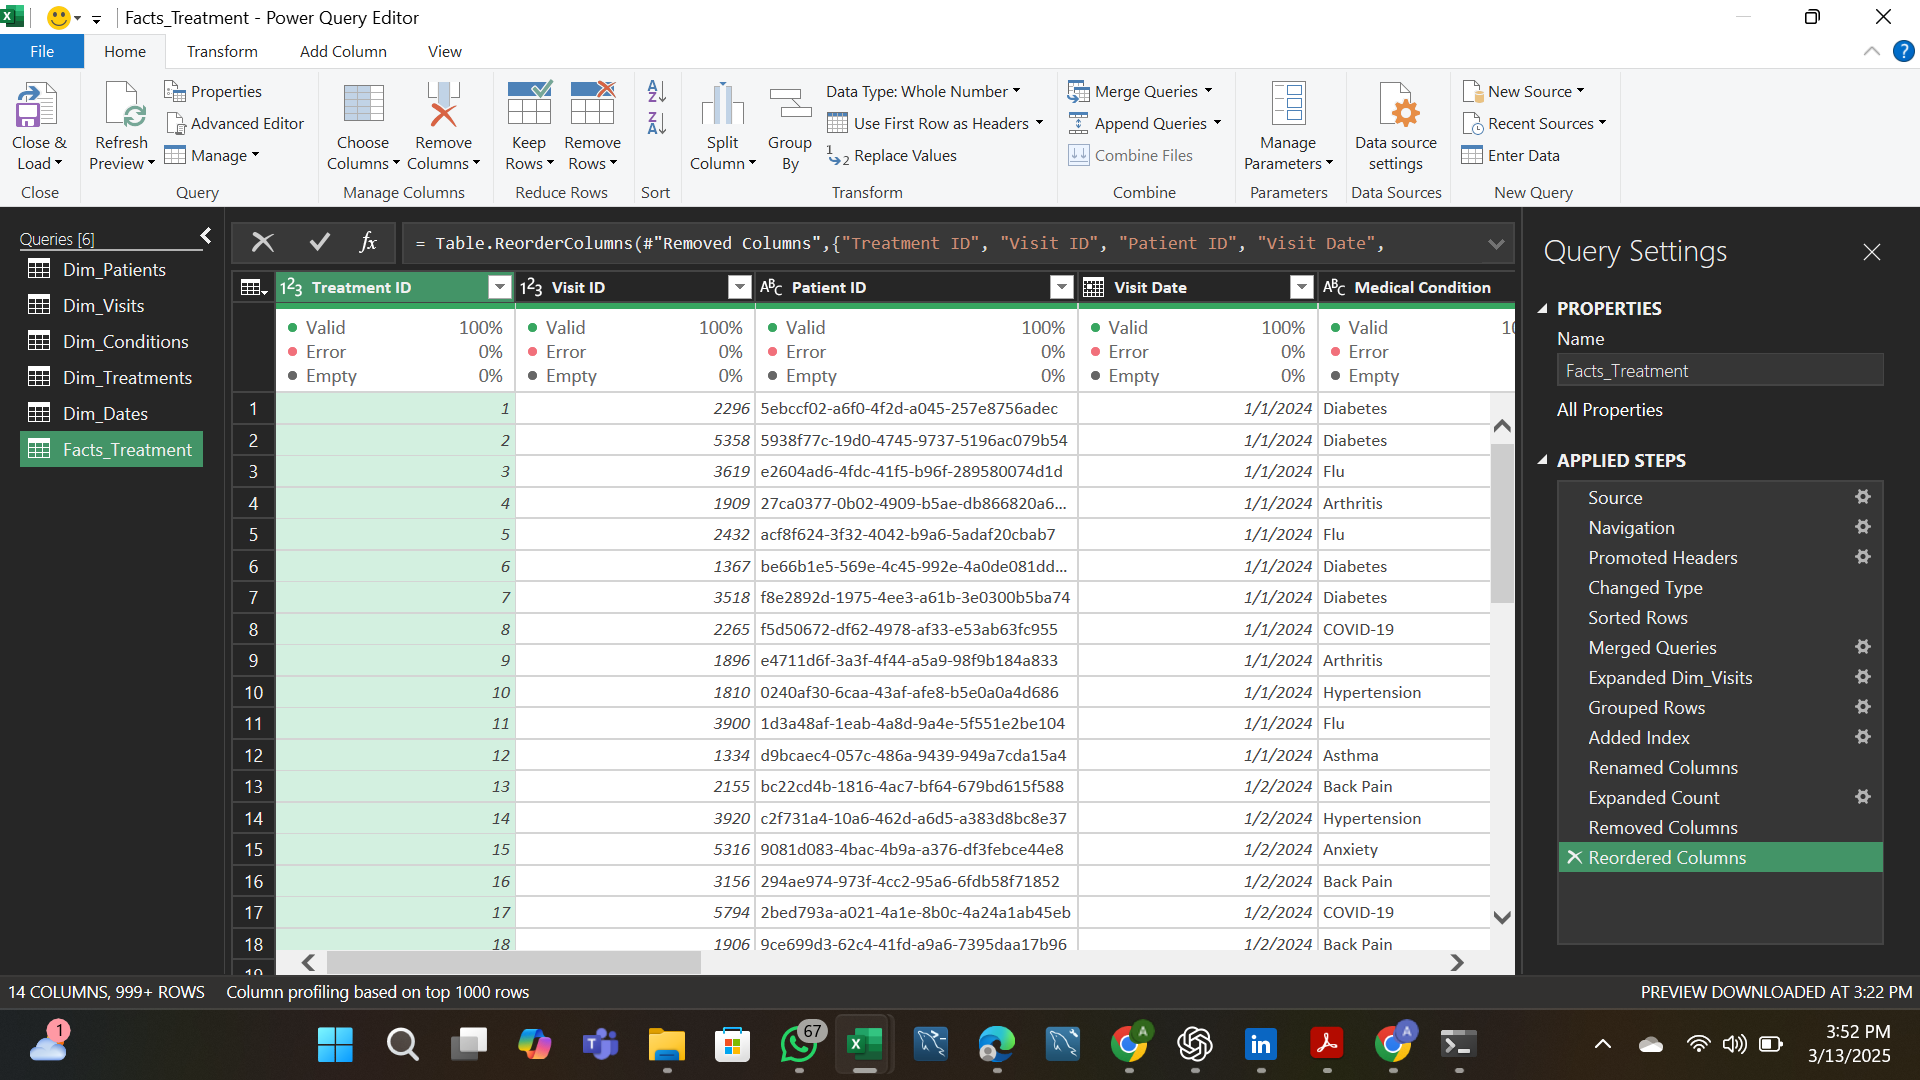 Facts_Treatment - Power Query Editor
File Home Transform Add Column View
Close & Load
Refresh Preview
Properties
Advanced Editor
Manage
Choose Columns
Remove Columns
Keep Rows
Remove Rows
A Z
Z A
Split Column
Group By
Data Type: Whole Number
Use First Row as Headers
1 2 Replace Values
Merge Queries
Append Queries
Combine Files
Manage Parameters
Data source settings
New Source
Recent Sources
Enter Data
Close Query Manage Columns Reduce Rows Sort Transform Combine Parameters Data Sources New Query
Queries [6]
Dim_Patients
Dim_Visits
Dim_Conditions
Dim_Treatments
Dim_Dates
Facts_Treatment
fx = Table.ReorderColumns(#"Removed Columns",{"Treatment ID", "Visit ID", "Patient ID", "Visit Date",
123 Treatment ID 123 Visit ID ABC Patient ID Visit Date ABC Medical Condition
Valid 100% Valid 100% Valid 100% Valid 100% Valid
Error 0% Error 0% Error 0% Error 0% Error
Empty 0% Empty 0% Empty 0% Empty 0% Empty
1 1 2296 5ebccf02-a6f0-4f2d-a045-257e8756adec 1/1/2024 Diabetes
2 2 5358 5938f77c-19d0-4745-9737-5196ac079b54 1/1/2024 Diabetes
3 3 3619 e2604ad6-4fdc-41f5-b96f-289580074d1d 1/1/2024 Flu
4 4 1909 27ca0377-0b02-4909-b5ae-db866820a6... 1/1/2024 Arthritis
5 5 2432 acf8f624-3f32-4042-b9a6-5adaf20cbab7 1/1/2024 Flu
6 6 1367 be66b1e5-569e-4c45-992e-4a0de081dd... 1/1/2024 Diabetes
7 7 3518 f8e2892d-1975-4ee3-a61b-3e0300b5ba74 1/1/2024 Diabetes
8 8 2265 f5d50672-df62-4978-af33-e53ab63fc955 1/1/2024 COVID-19
9 9 1896 e4711d6f-3a3f-4f44-a5a9-98f9b184a833 1/1/2024 Arthritis
10 10 1810 0240af30-6caa-43af-afe8-b5e0a0a4d686 1/1/2024 Hypertension
11 11 3900 1d3a48af-1eab-4a8d-9a4e-5f551e2be104 1/1/2024 Flu
12 12 1334 d9bcaec4-057c-486a-9439-949a7cda15a4 1/1/2024 Asthma
13 13 2155 bc22cd4b-1816-4ac7-bf64-679bd615f588 1/2/2024 Back Pain
14 14 3920 c2f731a4-10a6-462d-a6d5-a383d8bc8e37 1/2/2024 Hypertension
15 15 5316 9081d083-4bac-4b9a-a376-df3febce44e8 1/2/2024 Anxiety
16 16 3156 294ae974-973f-4cc2-95a6-6fdb58f71852 1/2/2024 Back Pain
17 17 5794 2bed793a-a021-4a1e-8b0c-4a24a1ab45eb 1/2/2024 COVID-19
18 18 1906 9ce699d3-62c4-41fd-a9a6-7395daa17b96 1/2/2024 Back Pain
Query Settings
PROPERTIES
Name
Facts_Treatment
All Properties
APPLIED STEPS
Source
Navigation
Promoted Headers
Changed Type
Sorted Rows
Merged Queries
Expanded Dim_Visits
Grouped Rows
Added Index
Renamed Columns
Expanded Count
Removed Columns
Reordered Columns
14 COLUMNS, 999+ ROWS Column profiling based on top 1000 rows PREVIEW DOWNLOADED AT 3:22 PM
1
67
A
in
A
3:52 PM
3/13/2025